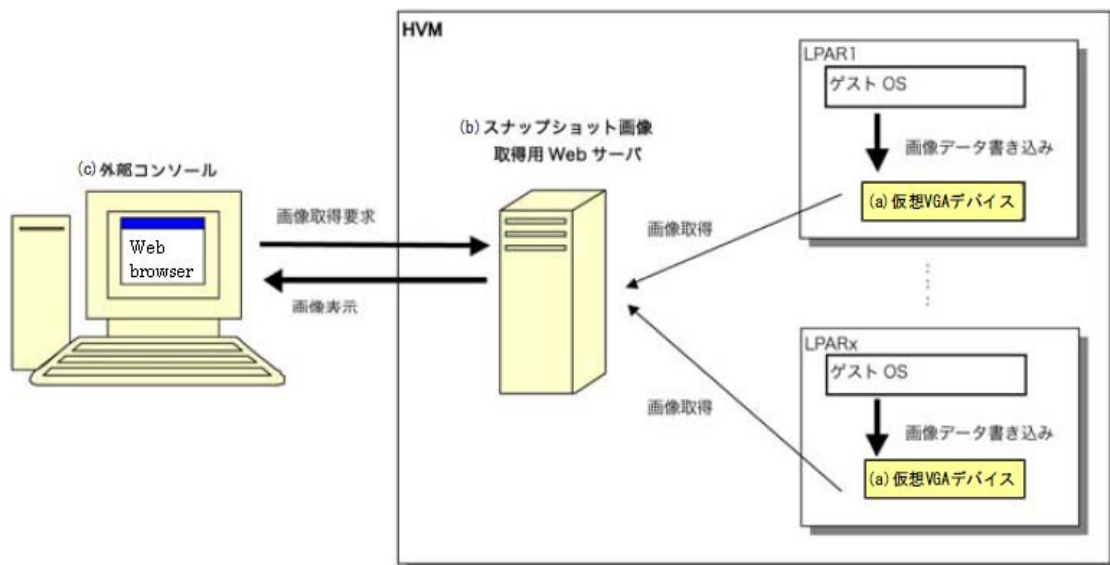 HVM
LPAR1
ゲスト OS
画像データ書き込み
(a)仮想VGAデバイス
(b)スナップショット画像
取得用 Web サーバ
(c)外部コンソール
Web
browser
画像取得要求
画像表示
画像取得
画像取得
LPARx
ゲスト OS
画像データ書き込み
(a)仮想VGAデバイス